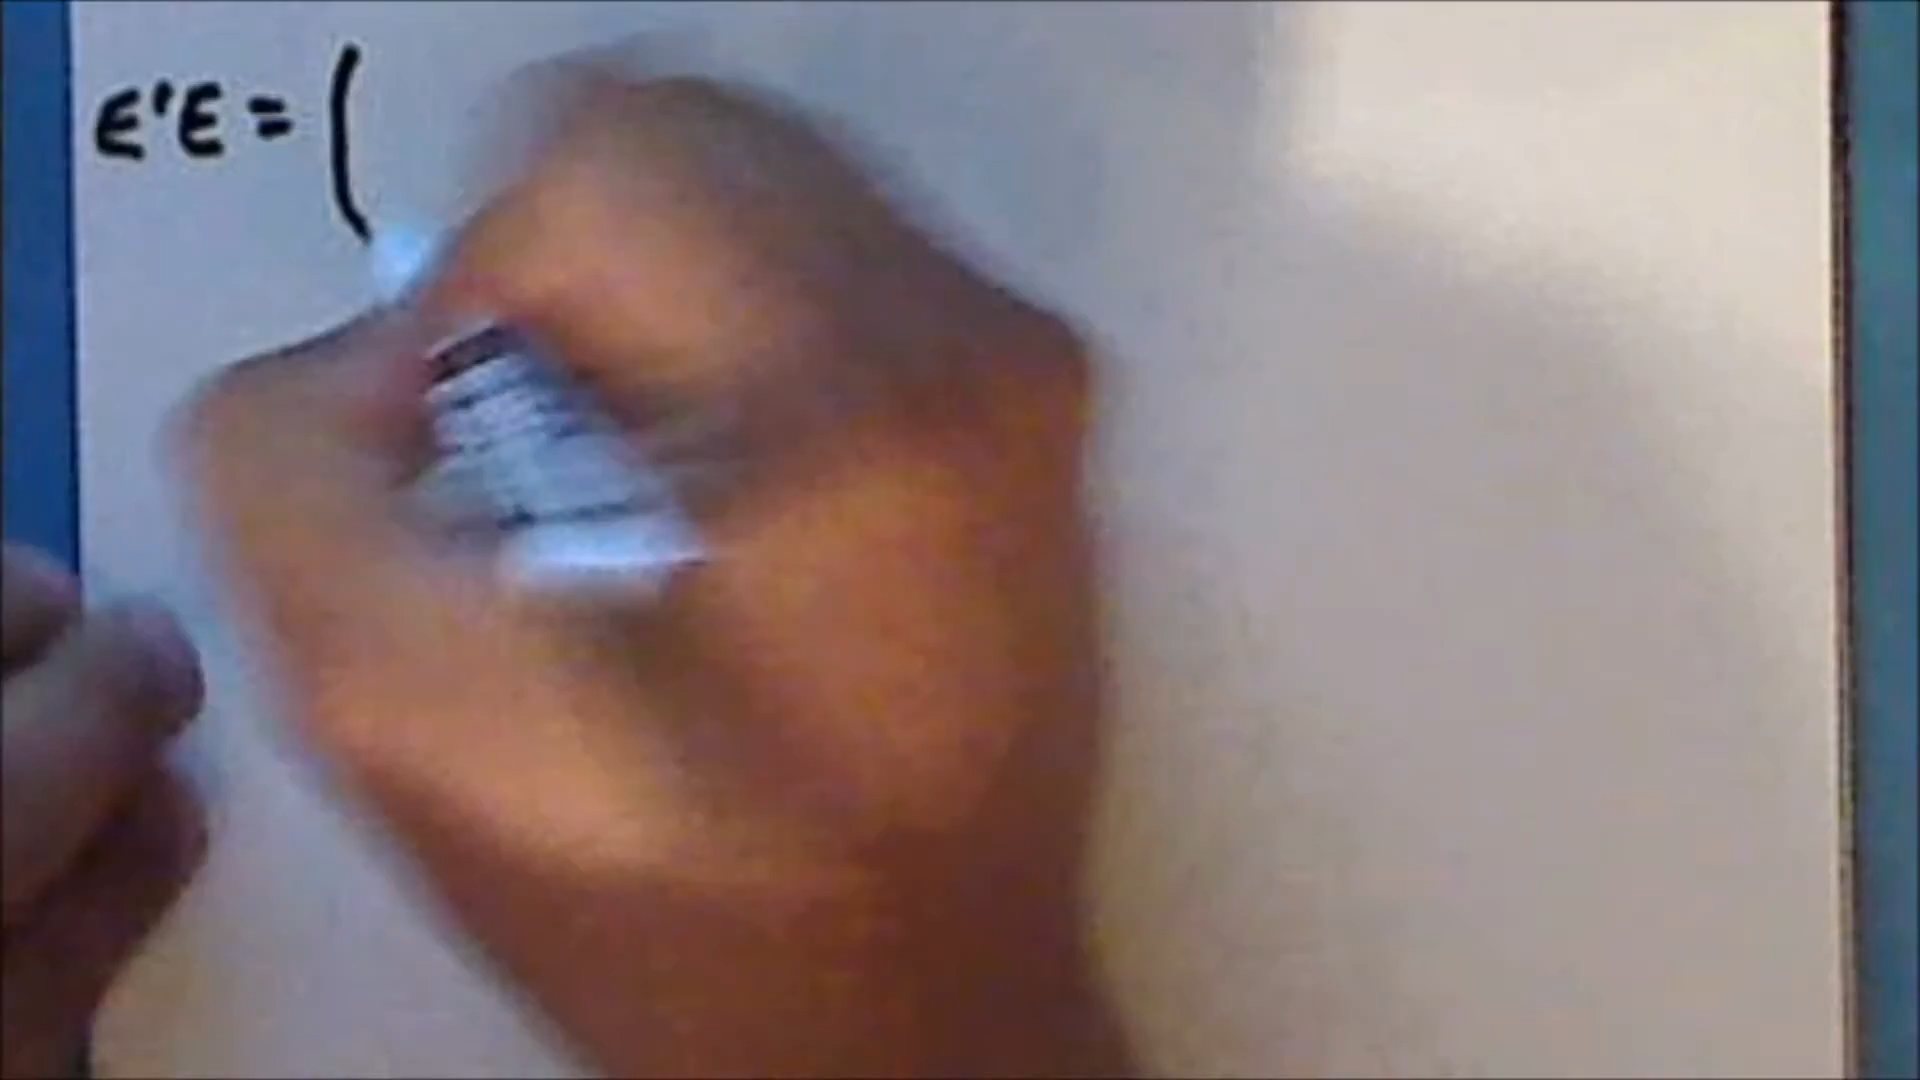 ε'ε = (